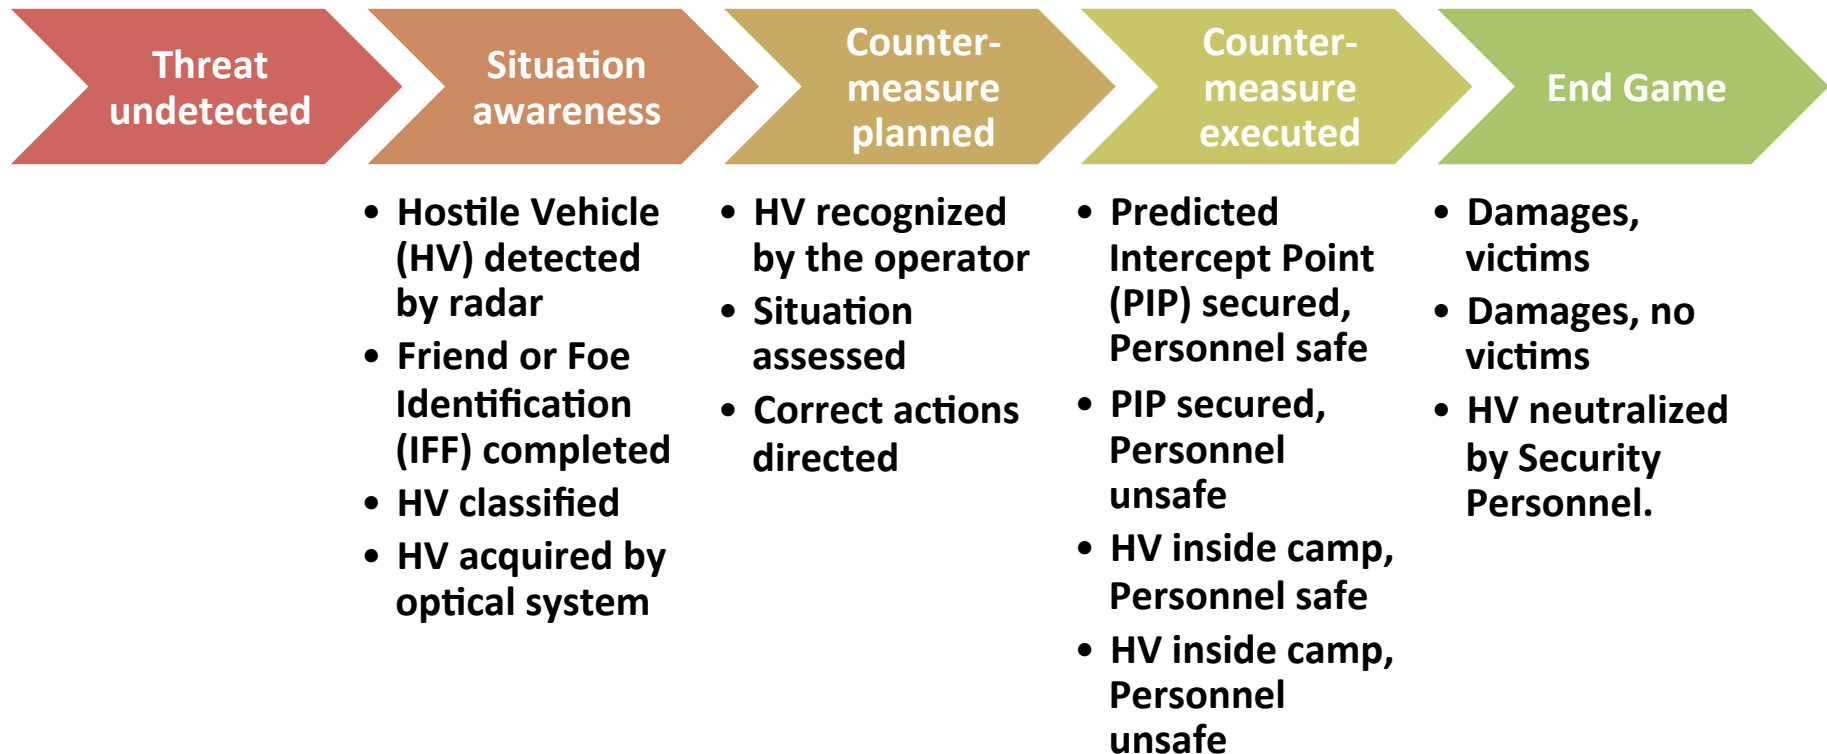 Threat
undetected
Situation
awareness
Counter-
measure
planned
Counter-
measure
executed
End Game
• Hostile Vehicle
(HV) detected
by radar
• Friend or Foe
Identification
(IFF) completed
• HV classified
• HV acquired by
optical system
• HV recognized
by the operator
• Situation
assessed
• Correct actions
directed
• Predicted
Intercept Point
(PIP) secured,
Personnel safe
• PIP secured,
Personnel
unsafe
• HV inside camp,
Personnel safe
• HV inside camp,
Personnel
unsafe
• Damages,
victims
• Damages, no
victims
• HV neutralized
by Security
Personnel.